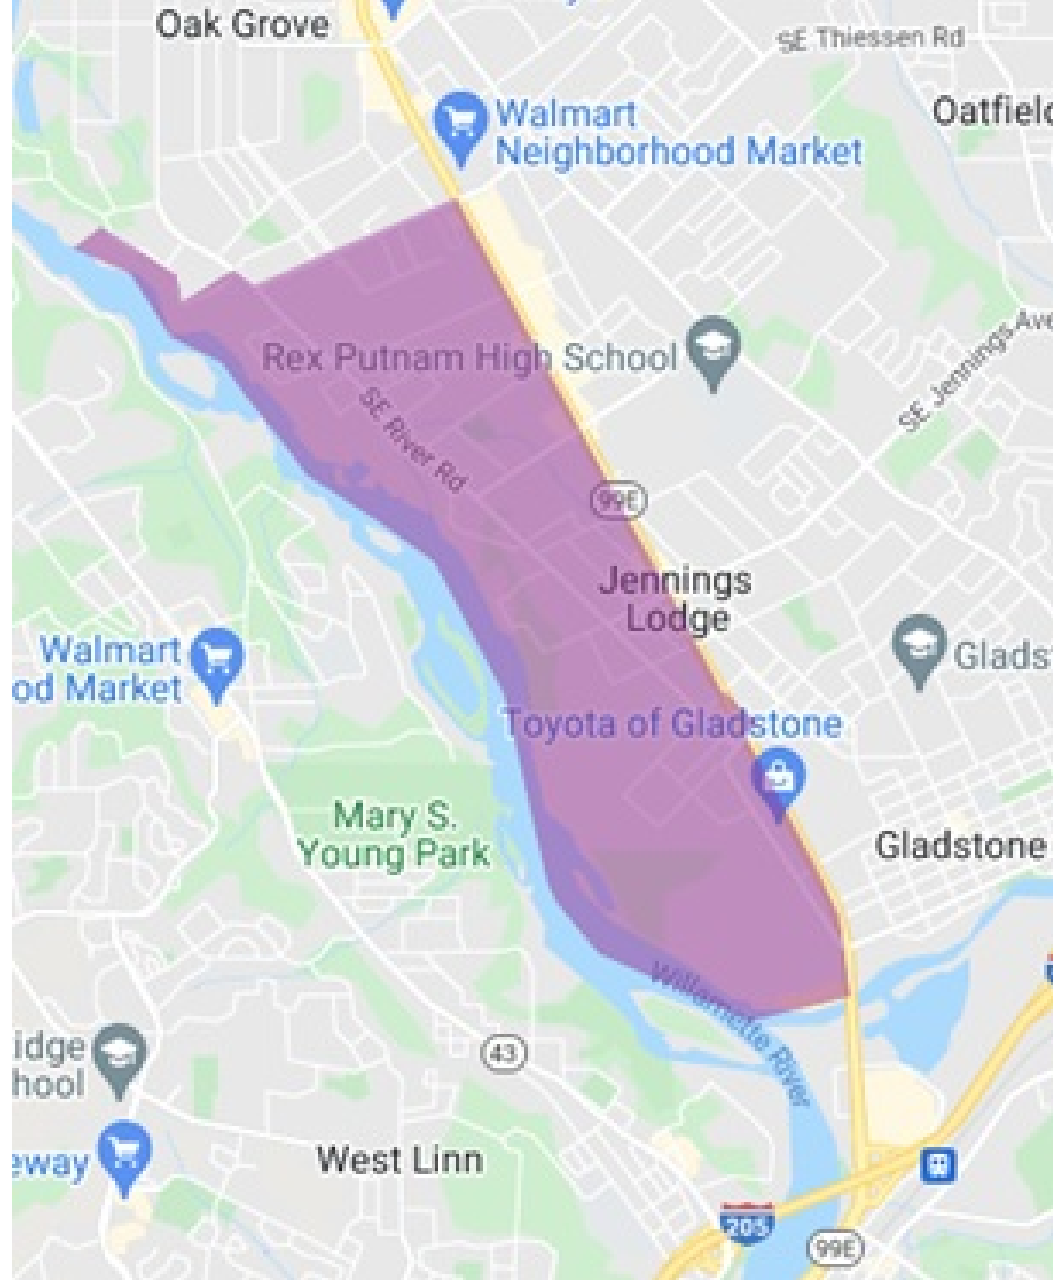 Oak Grove
SE Thiessen Rd
Walmart
Neighborhood Market
Oatfield
Rex Putnam High School
SE Jennings Ave
SE River Rd
99E
Jennings
Lodge
Walmart
od Market
Glads
Toyota of Gladstone
Mary S.
Young Park
Gladstone
Willamette River
idge
hool
43
eway
West Linn
205
99E